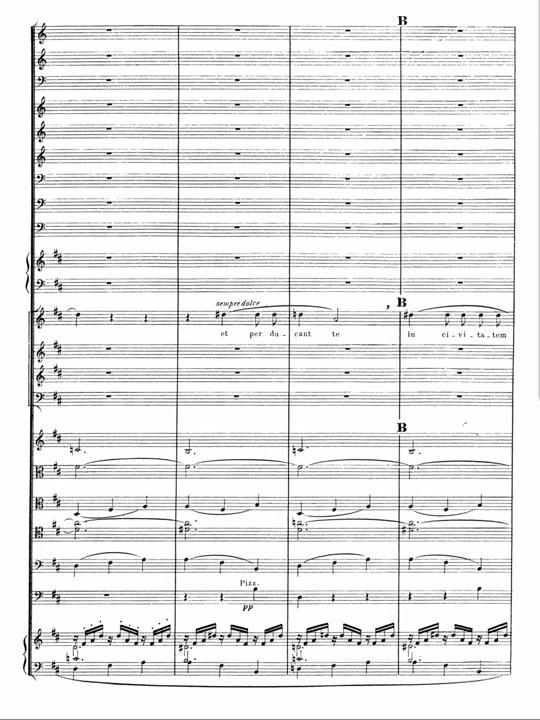 B
sempre dolce
B
et per du - cant te in ci - vi - ta - tem
B
Pizz.
pp